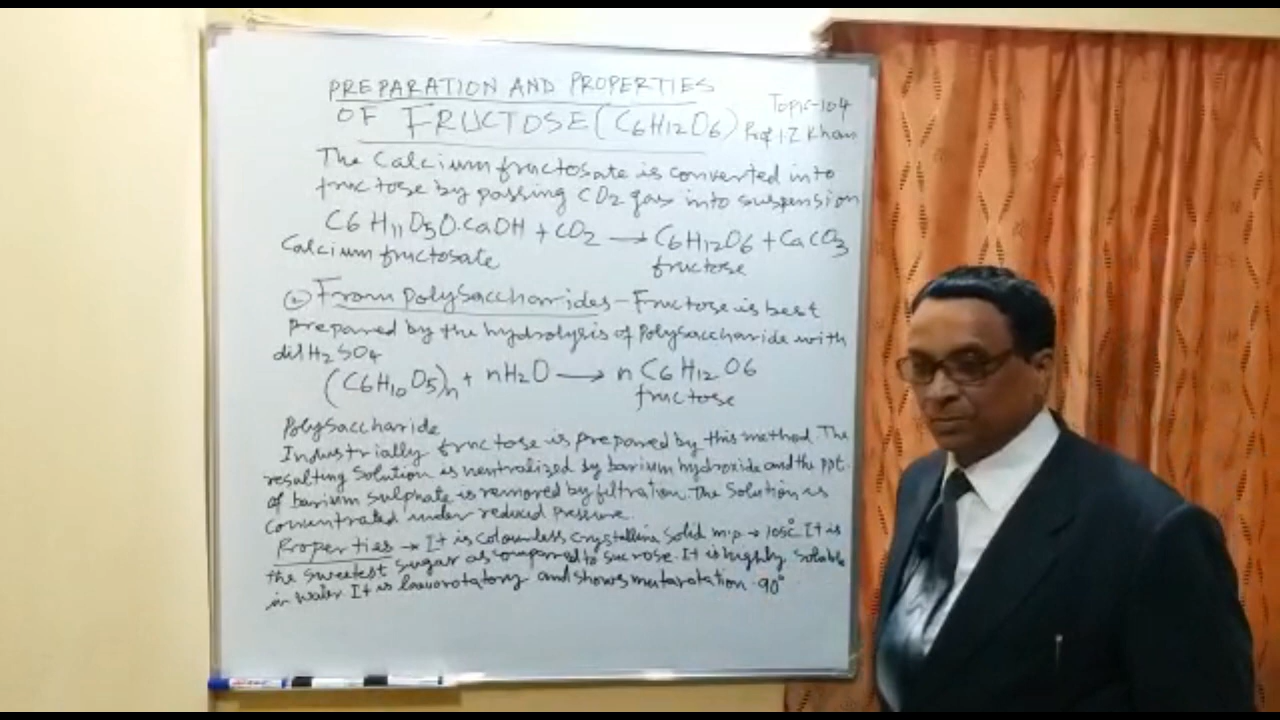 PREPARATION AND PROPERTIES
OF FRUCTOSE (C6H12O6)
Topic-104
Prof I.Z Khan
The Calcium fructosate is converted into
fructose by passing CO2 gas into suspension
C6 H11 O5 O.CaOH + CO2 → C6H12O6 + CaCO3
Calcium fructosate fructose
② From polysaccharides - Fructose is best
prepared by the hydrolysis of Polysaccharide with
dil H2SO4
(C6H10 O5)n + nH2O → n C6 H12 O6
fructose
Polysaccharide
Industrially fructose is prepared by this method. The
resulting Solution is neutralized by barium hydroxide and the ppt.
of barium sulphate is removed by filtration. The Solution is
concentrated under reduced pressure.
Properties → It is colourless crystalline solid m.p → 105°C. It is
the sweetest sugar as compared to sucrose. It is highly soluble
in water. It is laevorotatory and shows mutarotation -90°